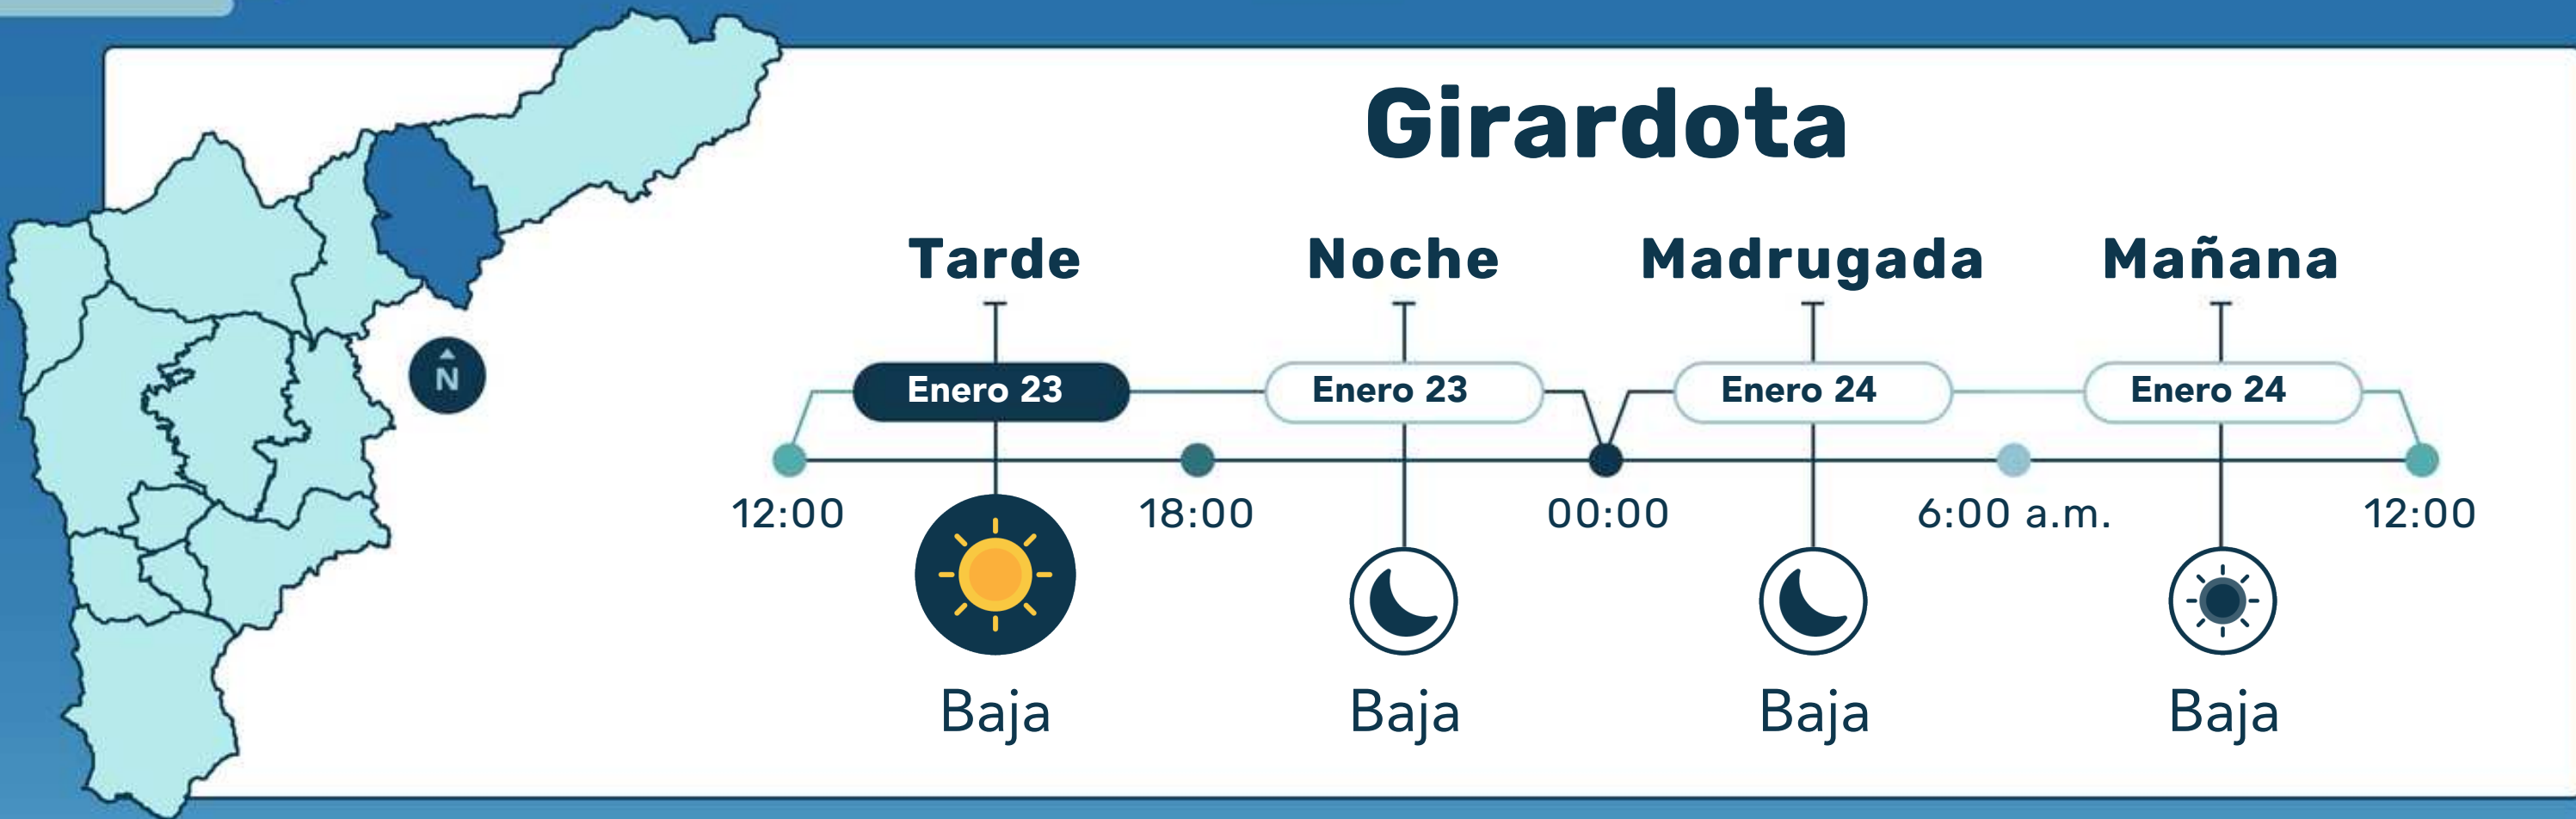 Girardota
Tarde Noche Madrugada Mañana
Enero 23 Enero 23 Enero 24 Enero 24
N
12:00 18:00 00:00 6:00 a.m. 12:00
Baja Baja Baja Baja